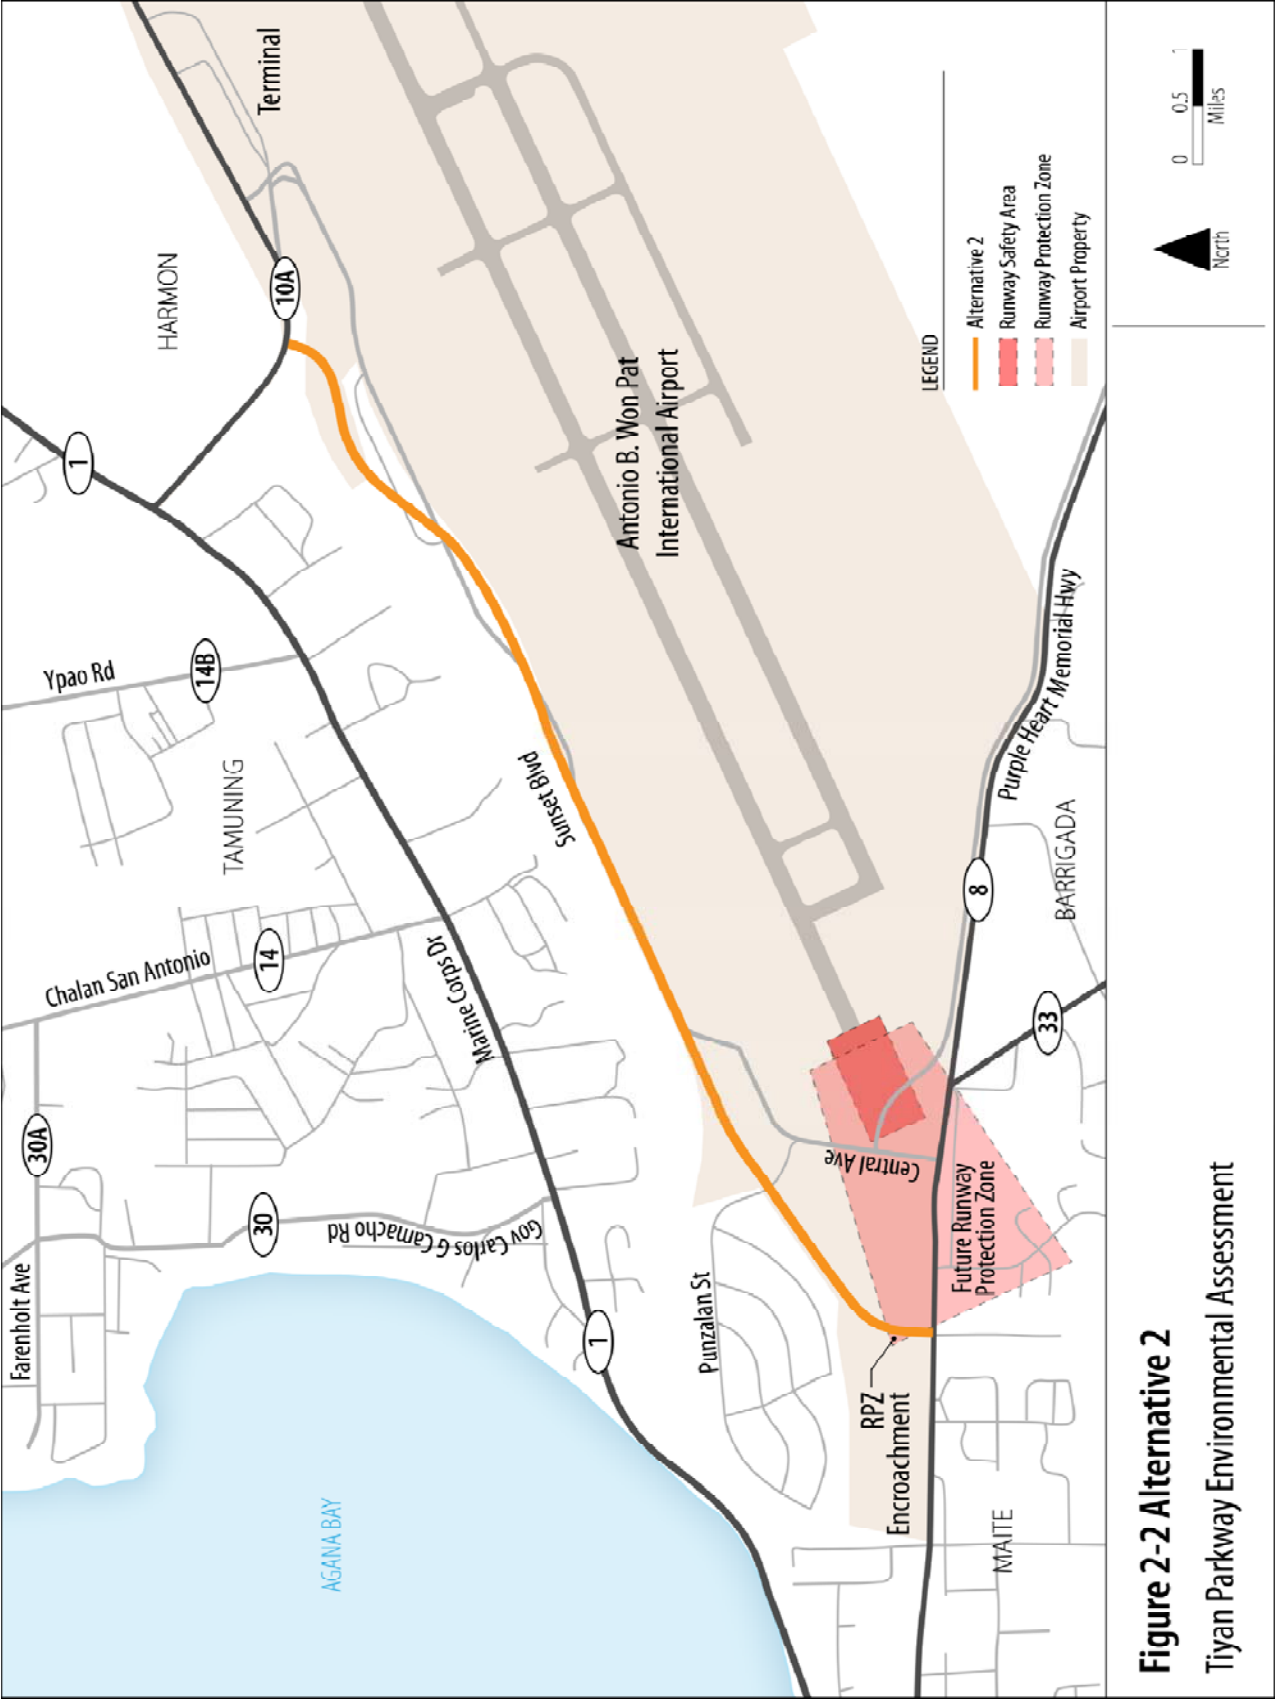 Farenholt Ave
30A
Chalan San Antonio
14
Ypao Rd
14B
1
HARMON
10A
Terminal
TAMUNING
30
Gov Carlos G Camacho Rd
Marine Corps Dr
Sunset Blvd
AGANA BAY
1
Punzalan St
Antonio B. Won Pat
International Airport
Central Ave
RPZ
Encroachment
Future Runway
Protection Zone
MAITE
33
8
BARRIGADA
Purple Heart Memorial Hwy
LEGEND
Alternative 2
Runway Safety Area
Runway Protection Zone
Airport Property
Figure 2-2 Alternative 2
Tiyan Parkway Environmental Assessment
North
0 0.5 1
Miles